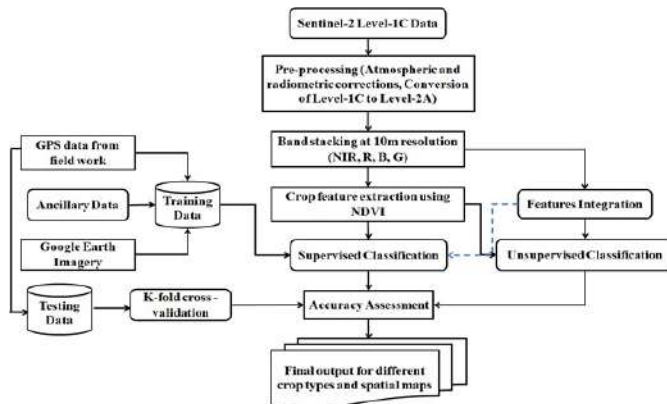 Sentinel-2 Level-1C Data
Pre-processing (Atmospheric and
radiometric corrections, Conversion
of Level-1C to Level-2A)
GPS data from
field work
Band stacking at 10m resolution
(NIR, R, B, G)
Ancillary Data
Training
Data
Crop feature extraction using
NDVI
Features Integration
Google Earth
Imagery
Supervised Classification
Unsupervised Classification
Testing
Data
K-fold cross-
validation
Accuracy Assessment
Final output for different
crop types and spatial maps